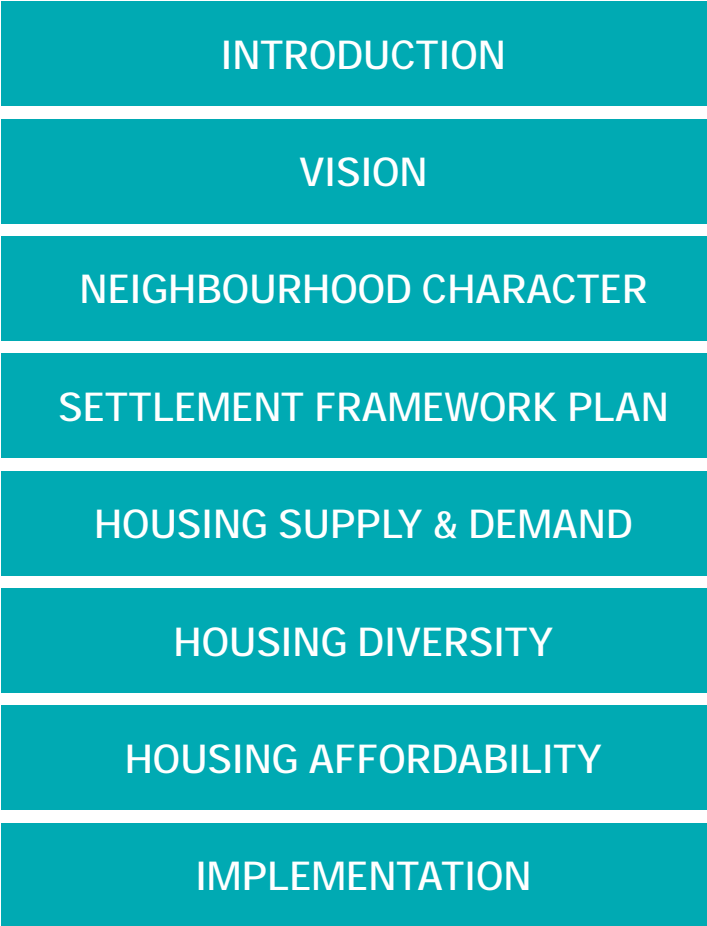 INTRODUCTION
VISION
NEIGHBOURHOOD CHARACTER
SETTLEMENT FRAMEWORK PLAN
HOUSING SUPPLY & DEMAND
HOUSING DIVERSITY
HOUSING AFFORDABILITY
IMPLEMENTATION